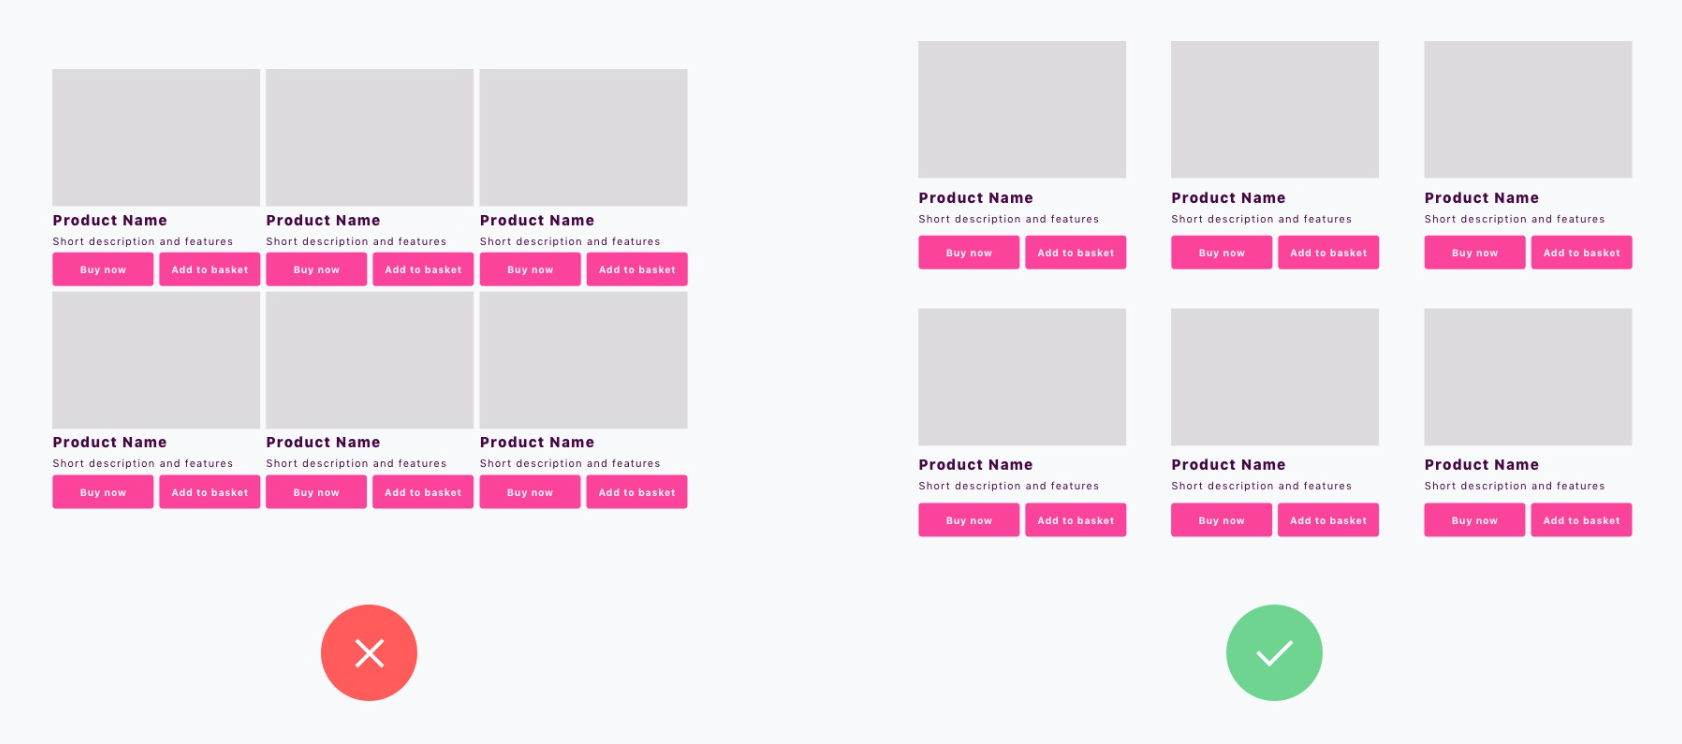 Product Name Product Name Product Name
Short description and features Short description and features Short description and features
Buy now Add to basket Buy now Add to basket Buy now Add to basket
Product Name Product Name Product Name
Short description and features Short description and features Short description and features
Buy now Add to basket Buy now Add to basket Buy now Add to basket
Product Name Product Name Product Name
Short description and features Short description and features Short description and features
Buy now Add to basket Buy now Add to basket Buy now Add to basket
Product Name Product Name Product Name
Short description and features Short description and features Short description and features
Buy now Add to basket Buy now Add to basket Buy now Add to basket